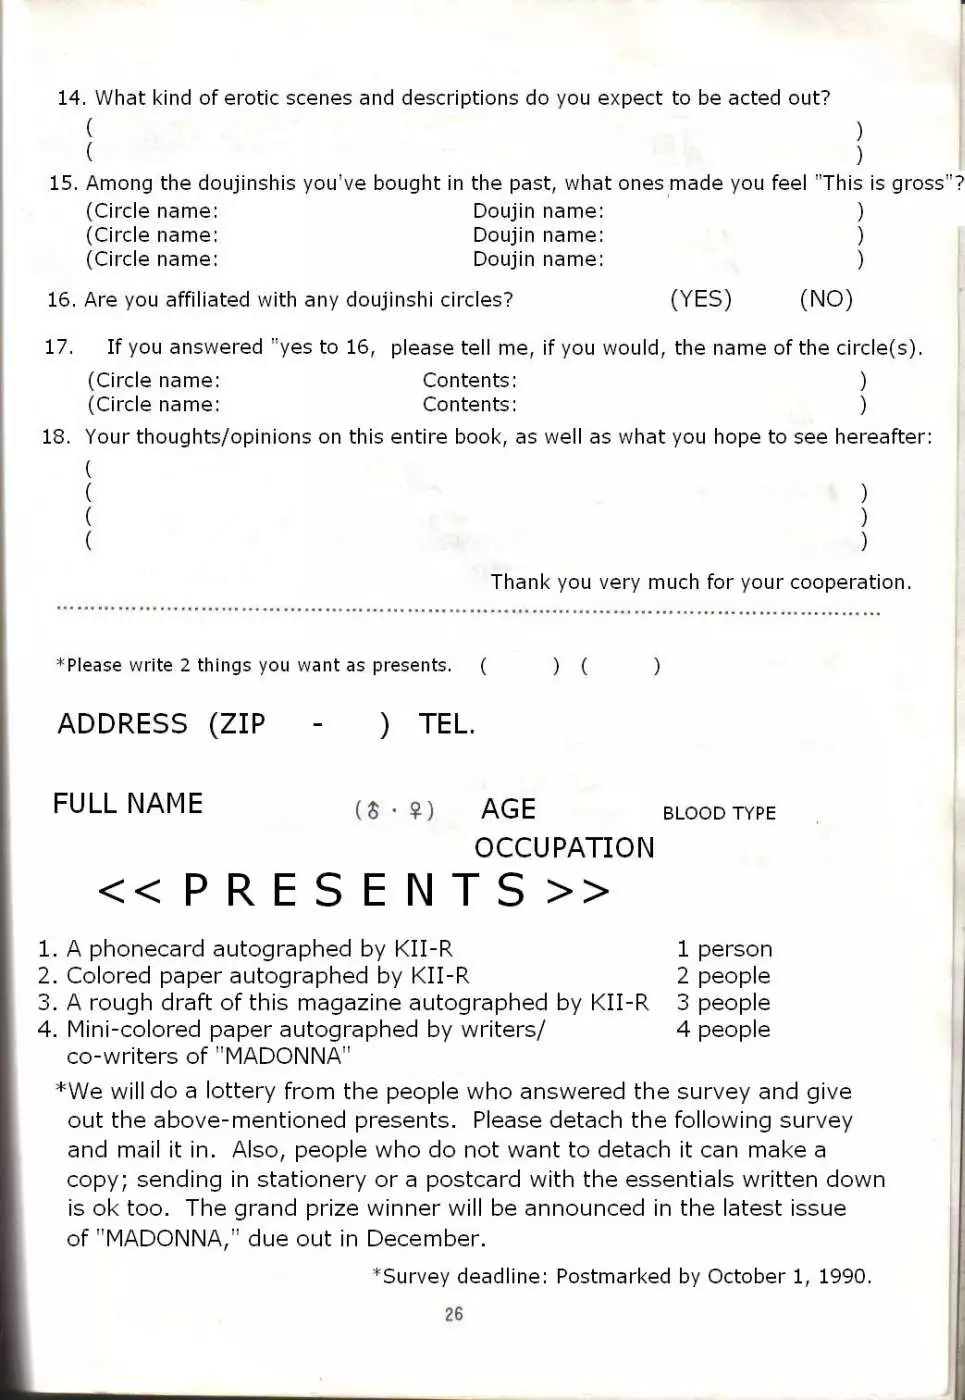 14. What kind of erotic scenes and descriptions do you expect to be acted out?
( )
( )
15. Among the doujinshis you've bought in the past, what ones made you feel "This is gross"?
(Circle name: Doujin name: )
(Circle name: Doujin name: )
(Circle name: Doujin name: )
16. Are you affiliated with any doujinshi circles? (YES) (NO)
17. If you answered "yes to 16, please tell me, if you would, the name of the circle(s).
(Circle name: Contents: )
(Circle name: Contents: )
18. Your thoughts/opinions on this entire book, as well as what you hope to see hereafter:
(
( )
( )
( )
Thank you very much for your cooperation.
*Please write 2 things you want as presents. ( ) ( )
ADDRESS (ZIP - ) TEL.
FULL NAME (♂ · ♀) AGE BLOOD TYPE
OCCUPATION
<< P R E S E N T S >>
1. A phonecard autographed by KII-R 1 person
2. Colored paper autographed by KII-R 2 people
3. A rough draft of this magazine autographed by KII-R 3 people
4. Mini-colored paper autographed by writers/ 4 people
co-writers of "MADONNA"
*We will do a lottery from the people who answered the survey and give
out the above-mentioned presents. Please detach the following survey
and mail it in. Also, people who do not want to detach it can make a
copy; sending in stationery or a postcard with the essentials written down
is ok too. The grand prize winner will be announced in the latest issue
of "MADONNA," due out in December.
*Survey deadline: Postmarked by October 1, 1990.
26